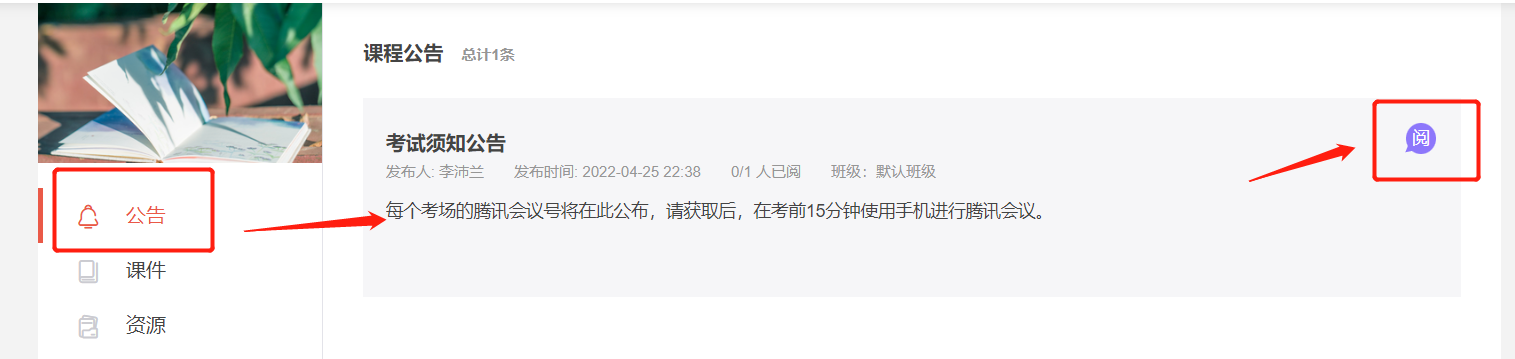 课程公告 总计1条
考试须知公告
阅
发布人: 李沛兰 发布时间: 2022-04-25 22:38 0/1 人已阅 班级：默认班级
每个考场的腾讯会议号将在此公布，请获取后，在考前15分钟使用手机进行腾讯会议。
公告
课件
资源